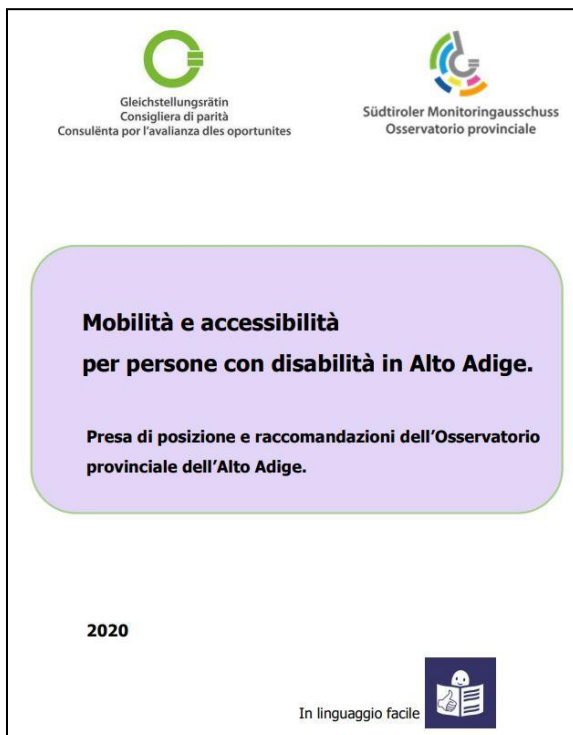 Gleichstellungsrätin
Consigliera di parità
Consulënta por l'avalianza dles oportunites
Südtiroler Monitoringausschuss
Osservatorio provinciale
Mobilità e accessibilità
per persone con disabilità in Alto Adige.
Presa di posizione e raccomandazioni dell'Osservatorio
provinciale dell'Alto Adige.
2020
In linguaggio facile